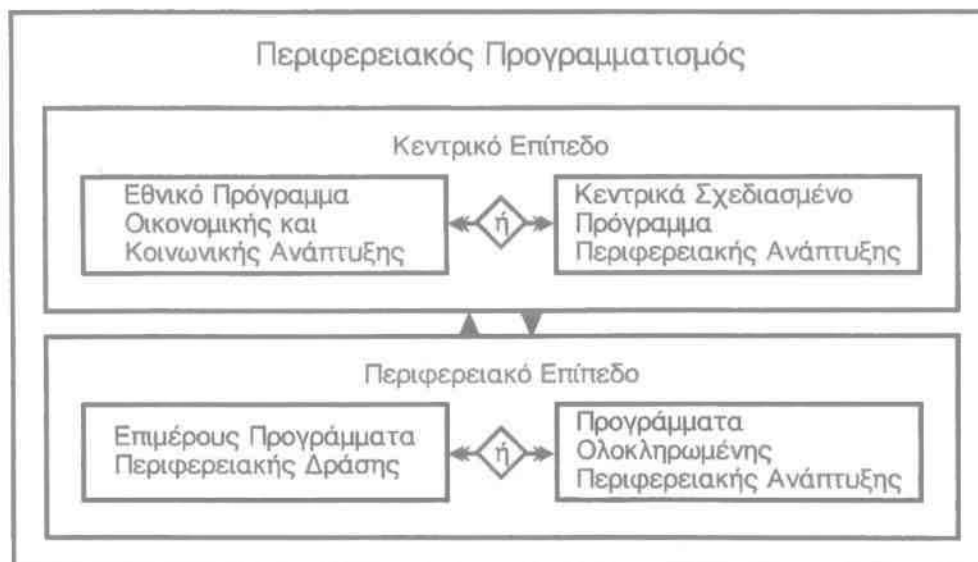 Περιφερειακός Προγραμματισμός
Κεντρικό Επίπεδο
Εθνικό Πρόγραμμα
Οικονομικής και
Κοινωνικής Ανάπτυξης
ή
Κεντρικά Σχεδιασμένο
Πρόγραμμα
Περιφερειακής Ανάπτυξης
Περιφερειακό Επίπεδο
Επιμέρους Προγράμματα
Περιφερειακής Δράσης
ή
Προγράμματα
Ολοκληρωμένης
Περιφερειακής Ανάπτυξης